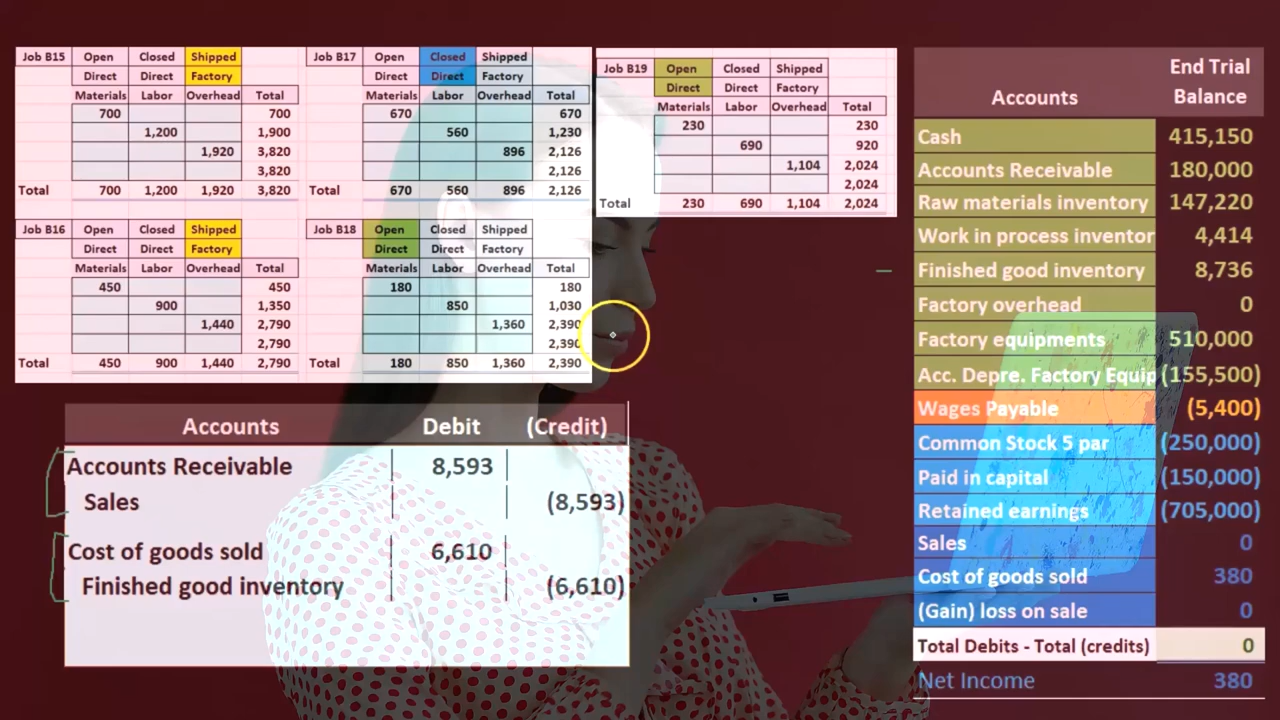 Job B15 Open Closed Shipped
Direct Direct Factory
Materials Labor Overhead Total
700 700
1,200 1,900
1,920 3,820
3,820
Total 700 1,200 1,920 3,820
Job B17 Open Closed Shipped
Direct Direct Factory
Materials Labor Overhead Total
670 670
560 1,230
896 2,126
2,126
Total 670 560 896 2,126
Job B19 Open Closed Shipped
Direct Direct Factory
Materials Labor Overhead Total
230 230
690 920
1,104 2,024
2,024
Total 230 690 1,104 2,024
Job B16 Open Closed Shipped
Direct Direct Factory
Materials Labor Overhead Total
450 450
900 1,350
1,440 2,790
2,790
Total 450 900 1,440 2,790
Job B18 Open Closed Shipped
Direct Direct Factory
Materials Labor Overhead Total
180 180
850 1,030
1,360 2,390
2,390
Total 180 850 1,360 2,390
Accounts Debit (Credit)
Accounts Receivable 8,593
Sales (8,593)
Cost of goods sold 6,610
Finished good inventory (6,610)
End Trial
Accounts Balance
Cash 415,150
Accounts Receivable 180,000
Raw materials inventory 147,220
Work in process inventor 4,414
Finished good inventory 8,736
Factory overhead 0
Factory equipments 510,000
Acc. Depre. Factory Equip (155,500)
Wages Payable (5,400)
Common Stock 5 par (250,000)
Paid in capital (150,000)
Retained earnings (705,000)
Sales 0
Cost of goods sold 380
(Gain) loss on sale 0
Total Debits - Total (credits) 0
Net Income 380